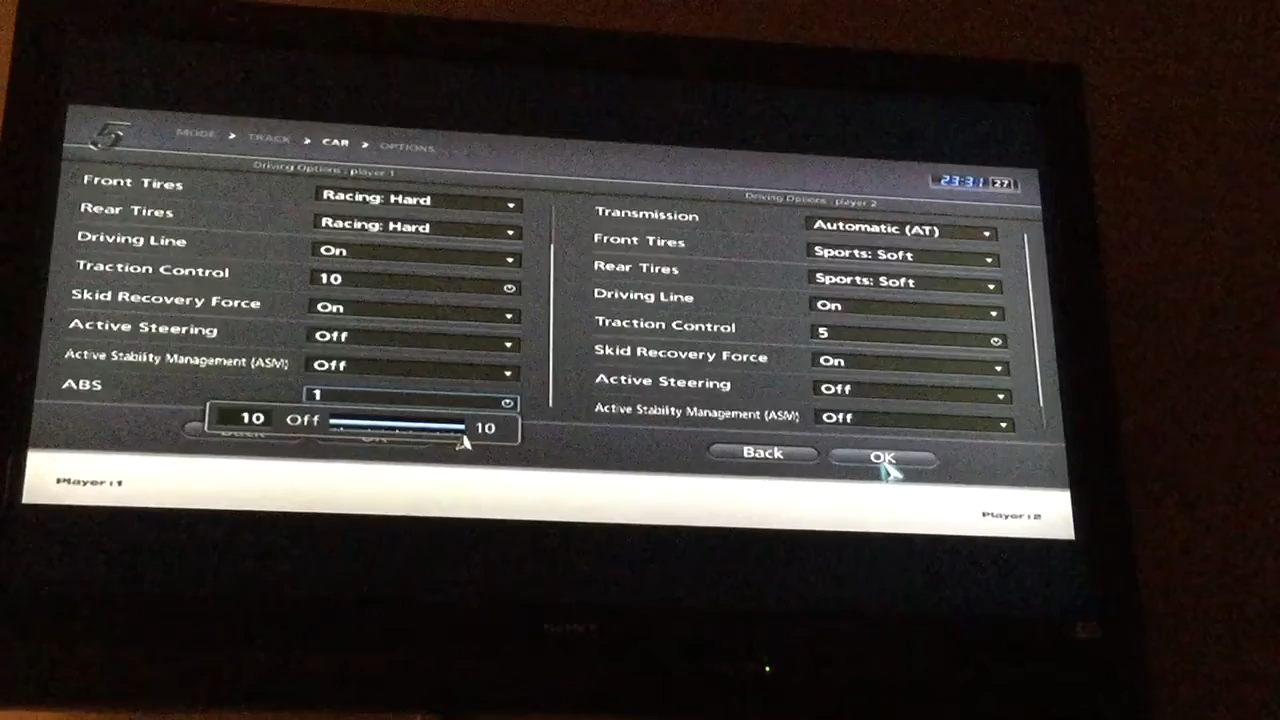 5
MODE > TRACK > CAR > OPTIONS
23:31 27
Driving Options : player 1
Front Tires Racing: Hard
Rear Tires Racing: Hard
Driving Line On
Traction Control 10
Skid Recovery Force On
Active Steering Off
Active Stability Management (ASM) Off
ABS 1
10 Off 10
Player : 1
Driving Options : player 2
Transmission Automatic (AT)
Front Tires Sports: Soft
Rear Tires Sports: Soft
Driving Line On
Traction Control 5
Skid Recovery Force On
Active Steering Off
Active Stability Management (ASM) Off
Back OK
Player : 2
SONY